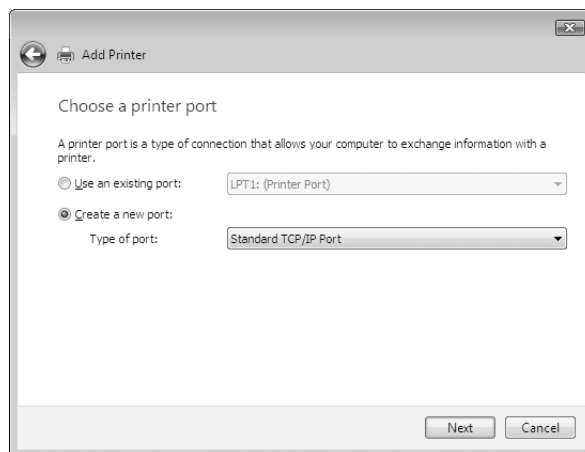 Add Printer
Choose a printer port
A printer port is a type of connection that allows your computer to exchange information with a
printer.
Use an existing port:
LPT1: (Printer Port)
Create a new port:
Type of port:
Standard TCP/IP Port
Next
Cancel